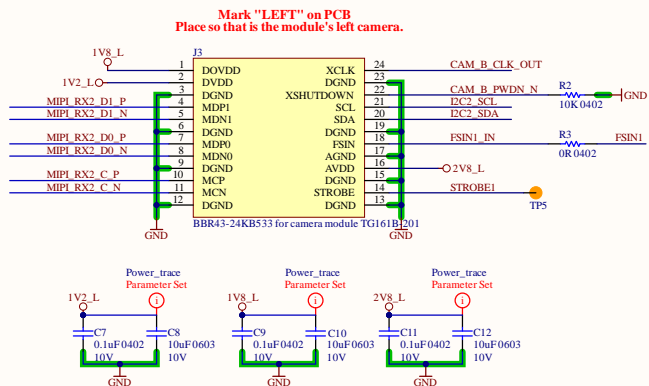 Mark "LEFT" on PCB
Place so that is the module's left camera.
1V8_L J3
1 DOVDD XCLK 24 CAM_B_CLK_OUT
1V2_L 2 DVDD DGND 23
3 DGND XSHUTDOWN 22 CAM_B_PWDN_N R2 10K 0402 GND
MIPI_RX2_D1_P 4 MDP1 SCL 21 I2C2_SCL
MIPI_RX2_D1_N 5 MDN1 SDA 20 I2C2_SDA
6 DGND DGND 19
MIPI_RX2_D0_P 7 MDP0 FSIN 18 FSIN1_IN R3 0R 0402 FSIN1
MIPI_RX2_D0_N 8 MDN0 AGND 17
9 DGND AVDD 16 2V8_L
MIPI_RX2_C_P 10 MCP DGND 15
MIPI_RX2_C_N 11 MCN STROBE 14 STROBE1 TP5
12 DGND DGND 13
GND BBR43-24KB533 for camera module TG161B-201 GND
Power_trace Power_trace Power_trace
Parameter Set Parameter Set Parameter Set
1V2_L i 1V8_L i 2V8_L i
C7 C8 C9 C10 C11 C12
0.1uF0402 10uF0603 0.1uF0402 10uF0603 0.1uF0402 10uF0603
10V 10V 10V 10V 10V 10V
GND GND GND